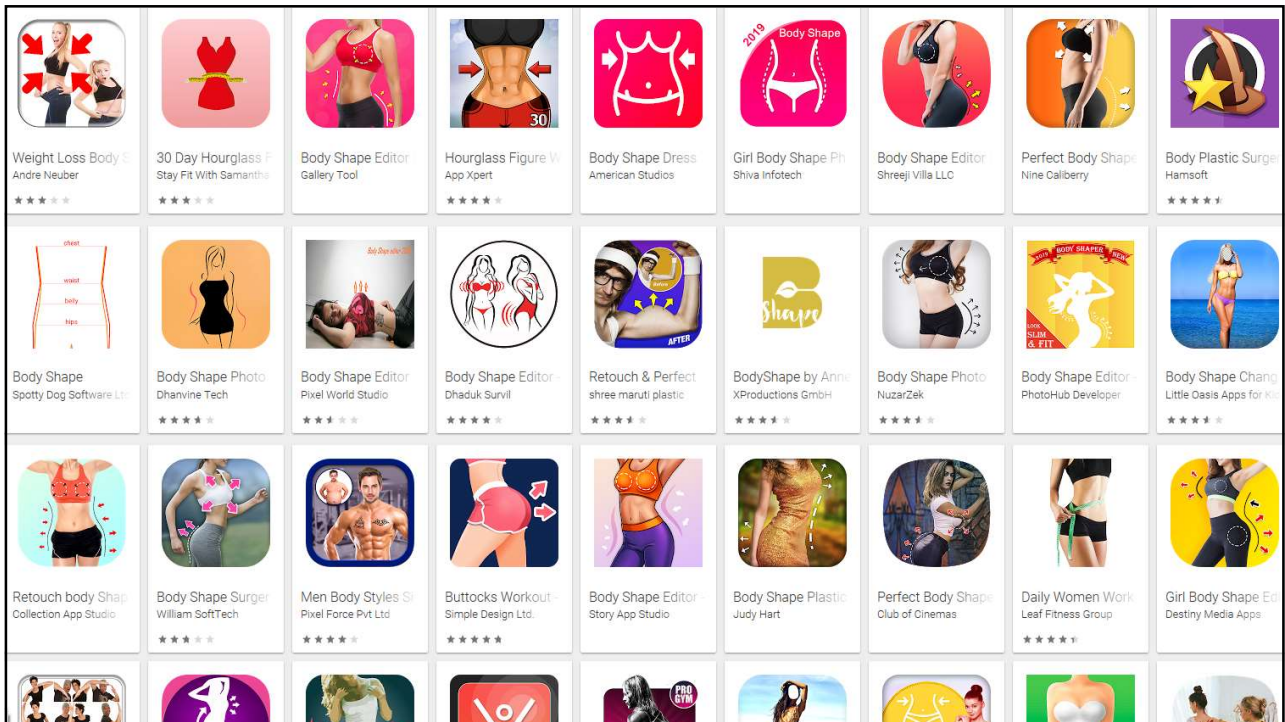 2019
Body Shape
30
Weight Loss Body S
Andre Neuber
30 Day Hourglass F
Stay Fit With Samantha
Body Shape Editor
Gallery Tool
Hourglass Figure W
App Xpert
Body Shape Dress
American Studios
Girl Body Shape Ph
Shiva Infotech
Body Shape Editor
Shreeji Villa LLC
Perfect Body Shape
Nine Caliberry
Body Plastic Surge
Hamsoft
chest
waist
belly
hips
Before
AFTER
Shape
2019 BODY SHAPER NEW
LOOK
SLIM
& FIT
Body Shape
Spotty Dog Software Ltd
Body Shape Photo
Dhanvine Tech
Body Shape Editor
Pixel World Studio
Body Shape Editor -
Dhaduk Survil
Retouch & Perfect
shree maruti plastic
BodyShape by Anne
XProductions GmbH
Body Shape Photo
NuzarZek
Body Shape Editor -
PhotoHub Developer
Body Shape Chang
Little Oasis Apps for Kid
Retouch body Shap
Collection App Studio
Body Shape Surger
William SoftTech
Men Body Styles S
Pixel Force Pvt Ltd
Buttocks Workout -
Simple Design Ltd.
Body Shape Editor -
Story App Studio
Body Shape Plastic
Judy Hart
Perfect Body Shape
Club of Cinemas
Daily Women Work
Leaf Fitness Group
Girl Body Shape Ed
Destiny Media Apps
PRO
GYM